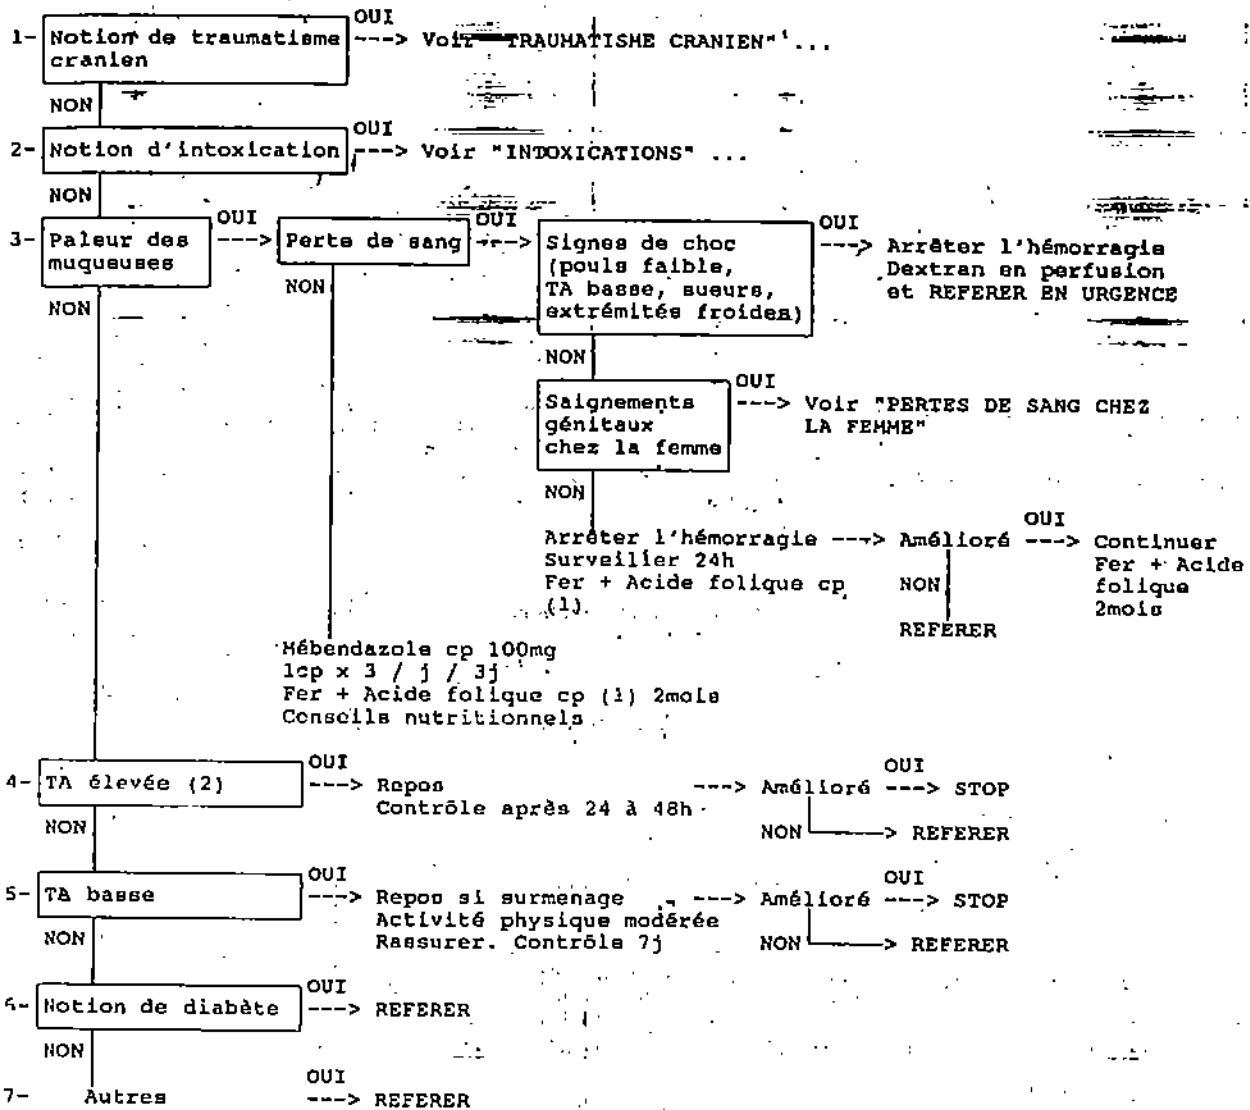 OUI
1- Notion de traumatisme ---> Voir "TRAUMATISME CRANIEN" ...
cranien
NON
OUI
2- Notion d'intoxication ---> Voir "INTOXICATIONS" ...
NON
OUI OUI OUI
3- Paleur des ---> Perte de sang ---> Signes de choc ---> Arrêter l'hémorragie
muqueuses (pouls faible, Dextran en perfusion
NON TA basse, sueurs, et REFERER EN URGENCE
NON extrémités froides)
NON
OUI
Saignements ---> Voir "PERTES DE SANG CHEZ
génitaux LA FEMME"
chez la femme
NON
OUI
Arrêter l'hémorragie ---> Amélioré ---> Continuer
Surveiller 24h Fer + Acide
Fer + Acide folique cp NON folique
(1) 2mois
REFERER
Mébendazole cp 100mg
1cp x 3 / j / 3j
Fer + Acide folique cp (1) 2mois
Conseils nutritionnels
OUI OUI
4- TA élevée (2) ---> Repos ---> Amélioré ---> STOP
Contrôle après 24 à 48h
NON NON ---> REFERER
OUI OUI
5- TA basse ---> Repos si surmenage ---> Amélioré ---> STOP
Activité physique modérée
NON Rassurer. Contrôle 7j NON ---> REFERER
OUI
6- Notion de diabète ---> REFERER
NON
OUI
7- Autres ---> REFERER